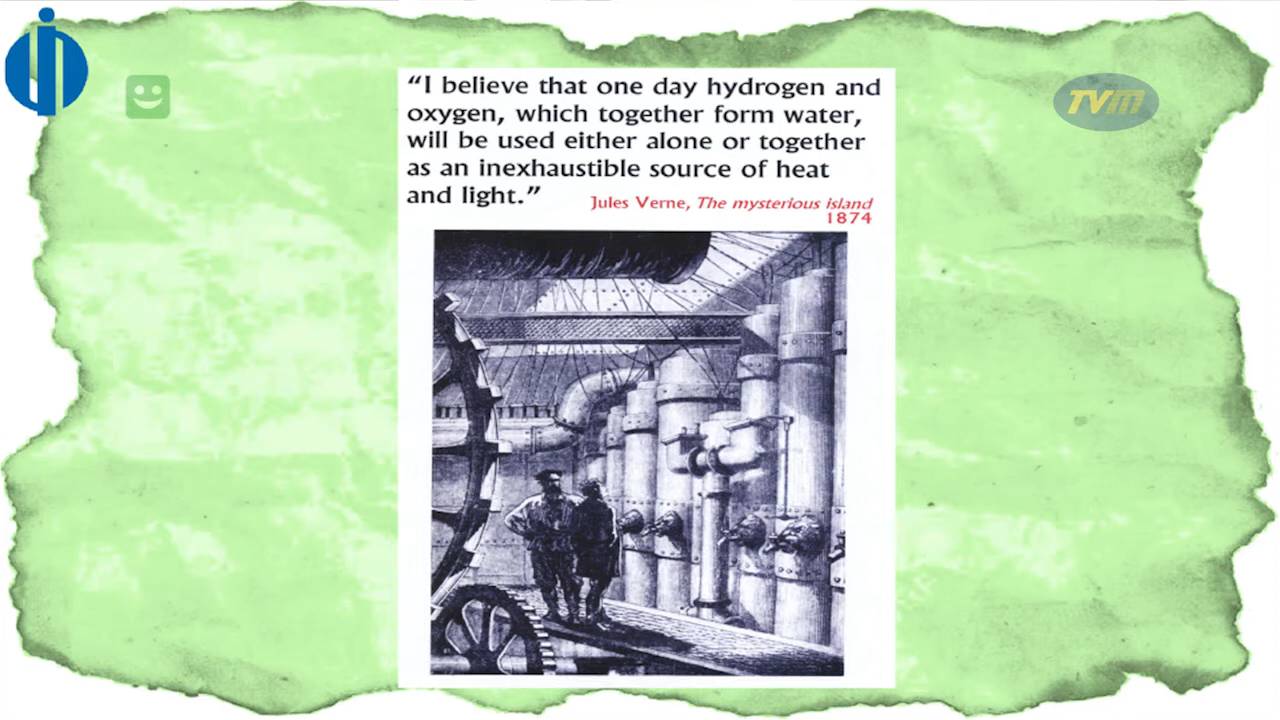 TVM
“I believe that one day hydrogen and
oxygen, which together form water,
will be used either alone or together
as an inexhaustible source of heat
and light.”
Jules Verne, The mysterious island
1874